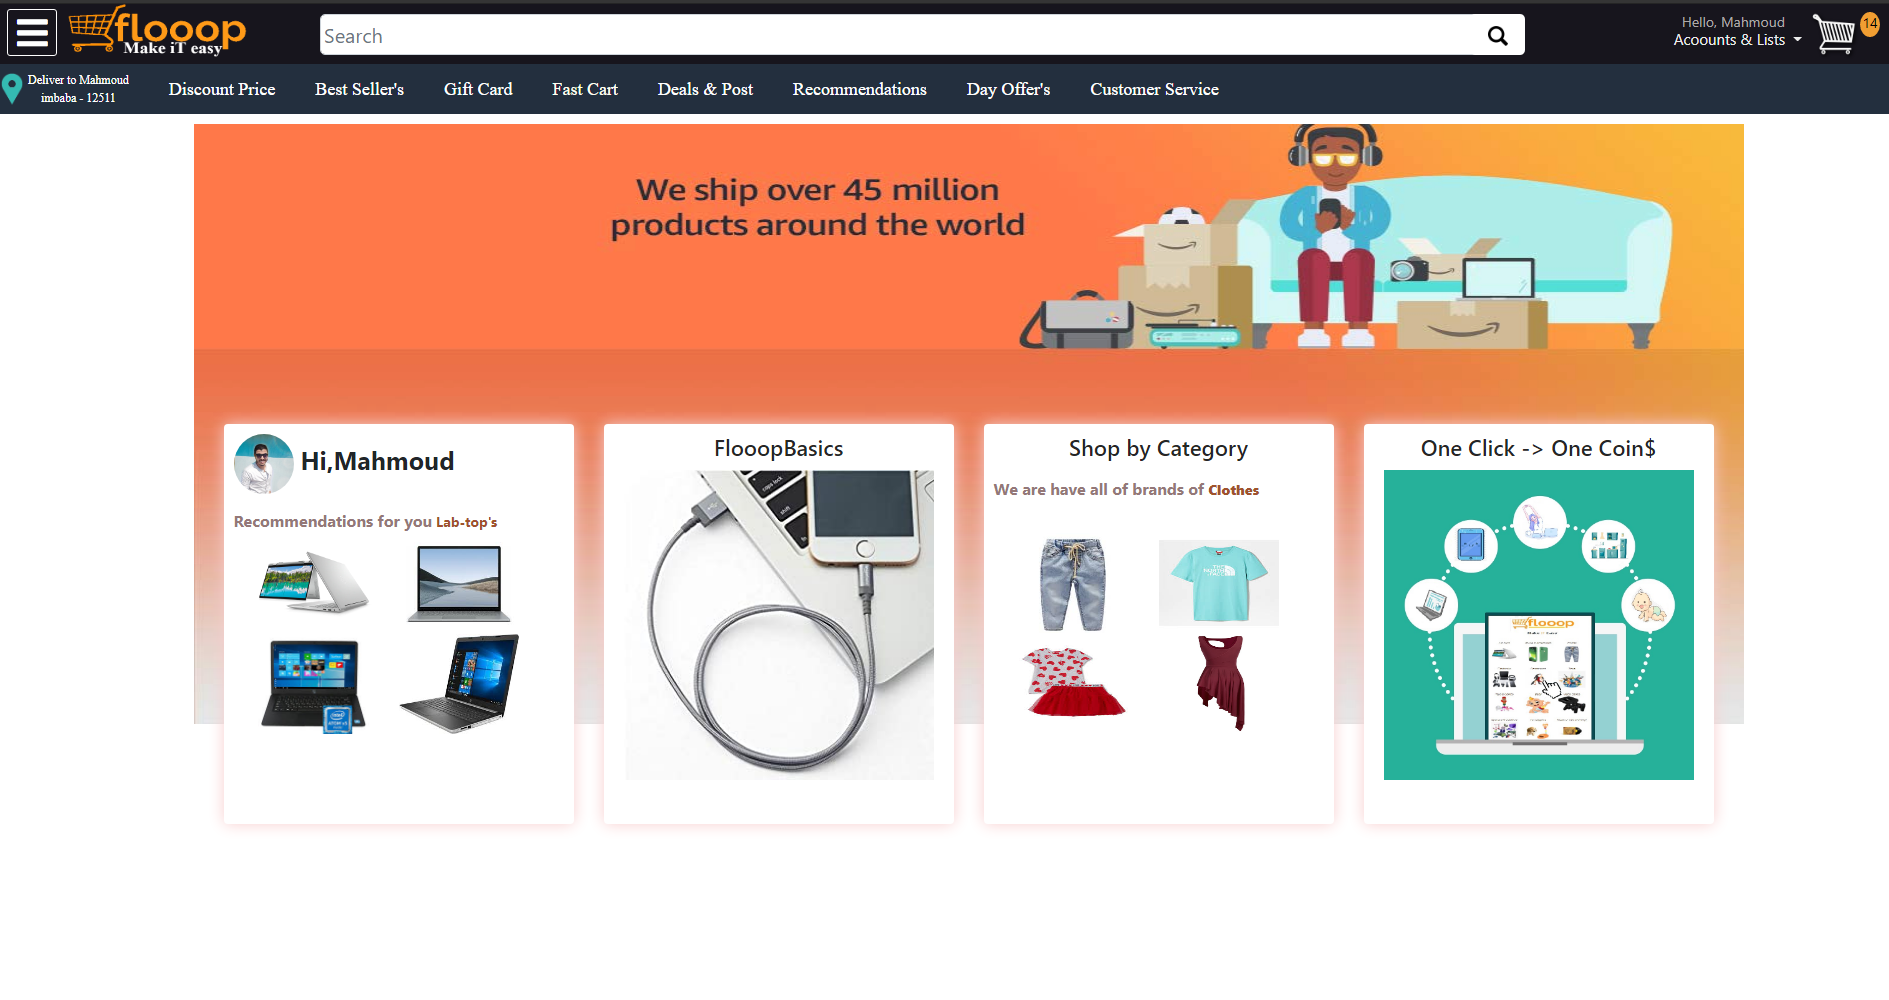 flooop
Make iT easy
Search
Hello, Mahmoud
Acoounts & Lists
14
Deliver to Mahmoud
imbaba - 12511
Discount Price
Best Seller's
Gift Card
Fast Cart
Deals & Post
Recommendations
Day Offer's
Customer Service
We ship over 45 million
products around the world
Hi,Mahmoud
Recommendations for you Lab-top's
FlooopBasics
caps lock
shift
Shop by Category
We are have all of brands of Clothes
One Click -> One Coin$
flooop